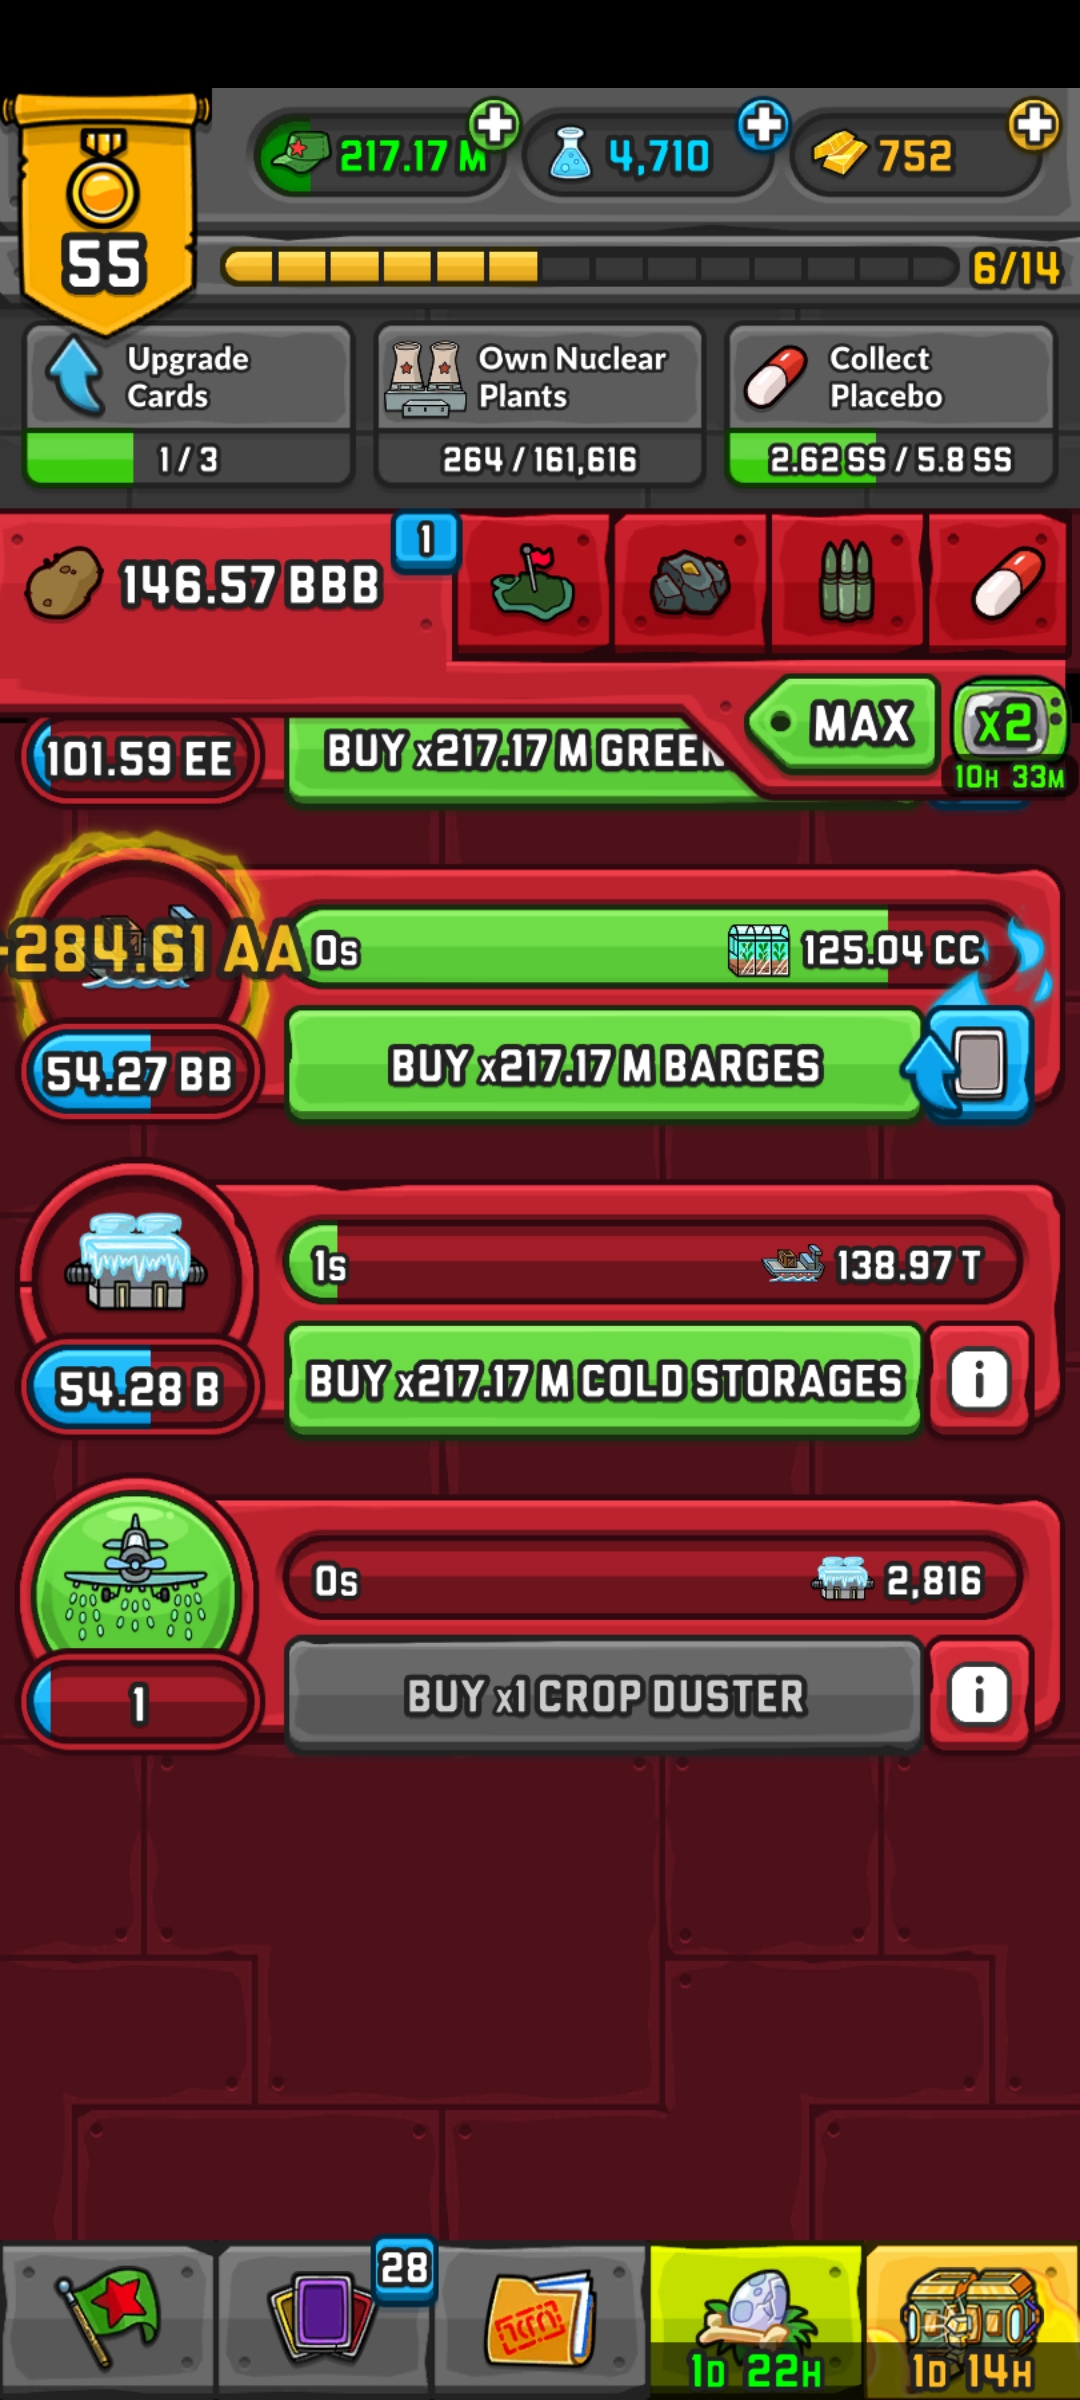 55
217.17 M
4,710
752
6/14
Upgrade
Cards
1 / 3
Own Nuclear
Plants
264 / 161,616
Collect
Placebo
2.62 SS / 5.8 SS
146.57 BBB
1
MAX
X2
10H 33M
101.59 EE
BUY x217.17 M GREEN
-284.61 AA
0s
125.04 CC
54.27 BB
BUY x217.17 M BARGES
1s
138.97 T
54.28 B
BUY x217.17 M COLD STORAGES
i
0s
2,816
1
BUY x1 CROP DUSTER
i
28
1D 22H
1D 14H